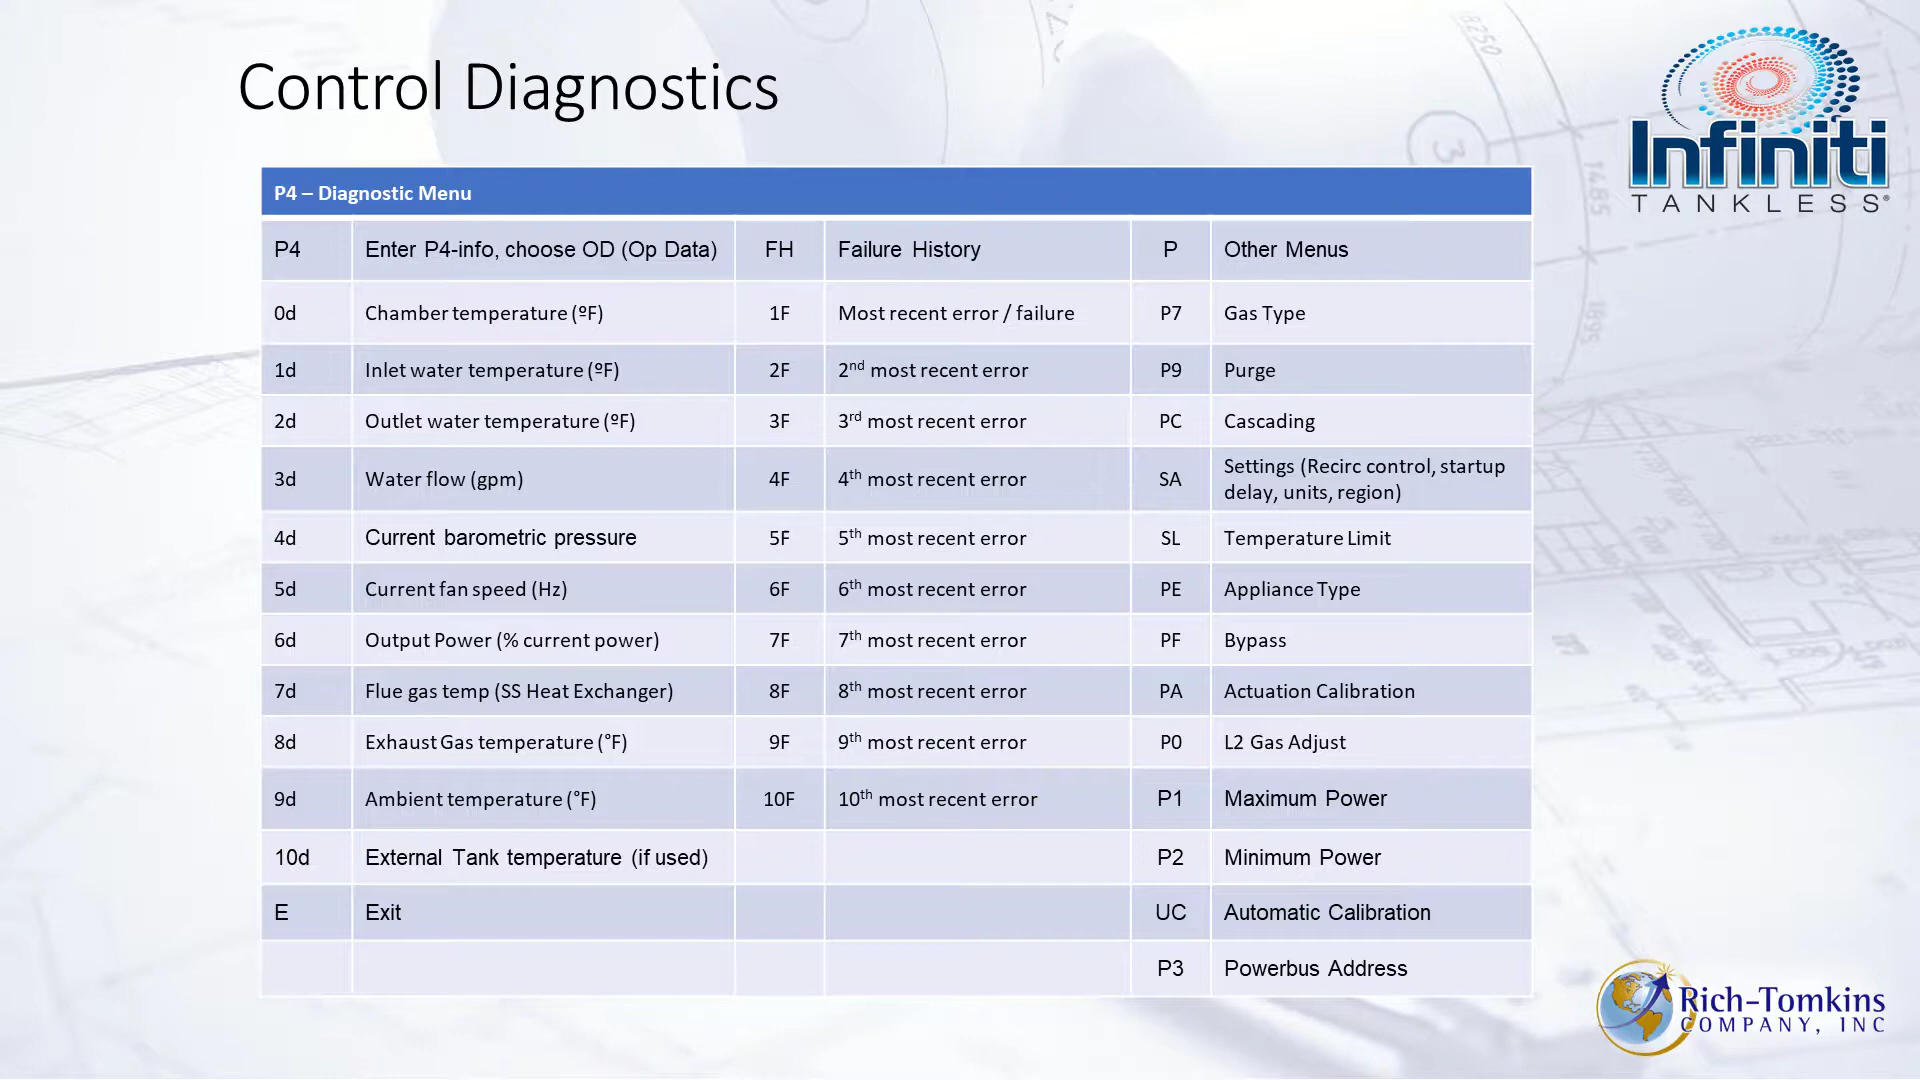 Control Diagnostics
Infiniti
TANKLESS®
P4 – Diagnostic Menu
P4 Enter P4-info, choose OD (Op Data) FH Failure History P Other Menus
0d Chamber temperature (ºF) 1F Most recent error / failure P7 Gas Type
1d Inlet water temperature (ºF) 2F 2nd most recent error P9 Purge
2d Outlet water temperature (ºF) 3F 3rd most recent error PC Cascading
3d Water flow (gpm) 4F 4th most recent error SA Settings (Recirc control, startup
delay, units, region)
4d Current barometric pressure 5F 5th most recent error SL Temperature Limit
5d Current fan speed (Hz) 6F 6th most recent error PE Appliance Type
6d Output Power (% current power) 7F 7th most recent error PF Bypass
7d Flue gas temp (SS Heat Exchanger) 8F 8th most recent error PA Actuation Calibration
8d Exhaust Gas temperature (°F) 9F 9th most recent error P0 L2 Gas Adjust
9d Ambient temperature (°F) 10F 10th most recent error P1 Maximum Power
10d External Tank temperature (if used) P2 Minimum Power
E Exit UC Automatic Calibration
P3 Powerbus Address
Rich-Tomkins
COMPANY, INC
8250
3
1485
1895